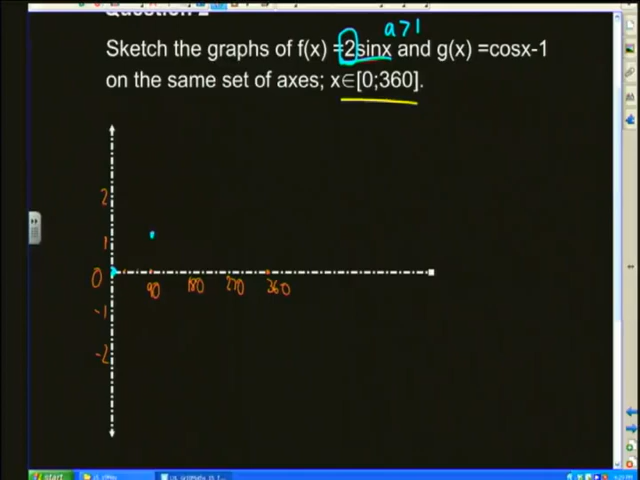 a>1
Sketch the graphs of f(x) =2sinx and g(x) =cosx-1
on the same set of axes; x∈[0;360].
2
1
0
90 180 270 360
-1
-2
start